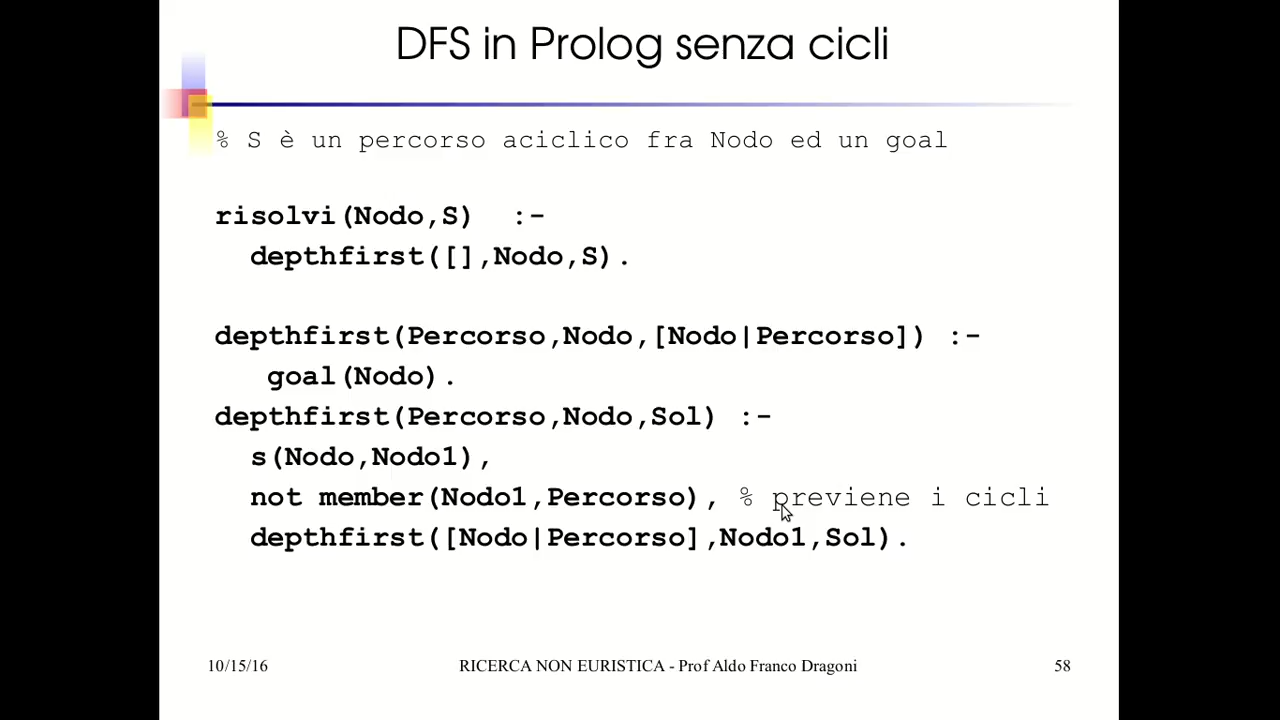 DFS in Prolog senza cicli
% S è un percorso aciclico fra Nodo ed un goal
risolvi(Nodo,S) :-
depthfirst([],Nodo,S).
depthfirst(Percorso,Nodo,[Nodo|Percorso]) :-
goal(Nodo).
depthfirst(Percorso,Nodo,Sol) :-
s(Nodo,Nodo1),
not member(Nodo1,Percorso), % previene i cicli
depthfirst([Nodo|Percorso],Nodo1,Sol).
10/15/16 RICERCA NON EURISTICA - Prof Aldo Franco Dragoni 58